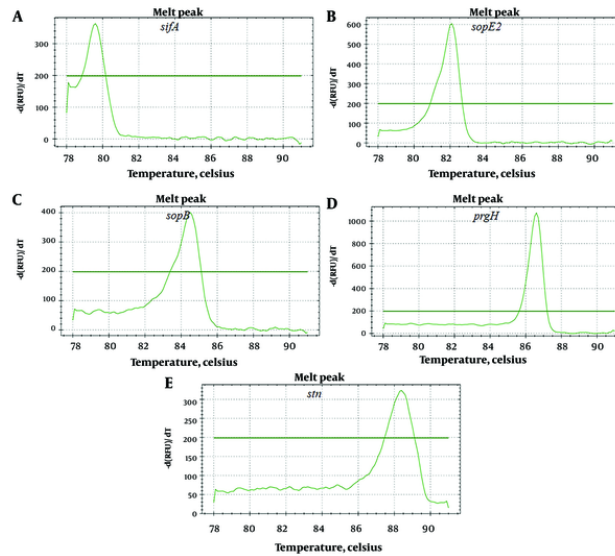 A
Melt peak
sifA
-d(RFU)/dT
300
200
100
0
78 80 82 84 86 88 90
Temperature, celsius
B
Melt peak
sopE2
-d(RFU)/dT
600
500
400
300
200
100
0
78 80 82 84 86 88 90
Temperature, celsius
C
Melt peak
sopB
-d(RFU)/dT
400
300
200
100
0
78 80 82 84 86 88 90
Temperature, celsius
D
Melt peak
prgH
-d(RFU)/dT
1000
800
600
400
200
0
78 80 82 84 86 88 90
Temperature, celsius
E
Melt peak
stn
-d(RFU)/dT
300
250
200
150
100
50
0
78 80 82 84 86 88 90
Temperature, celsius